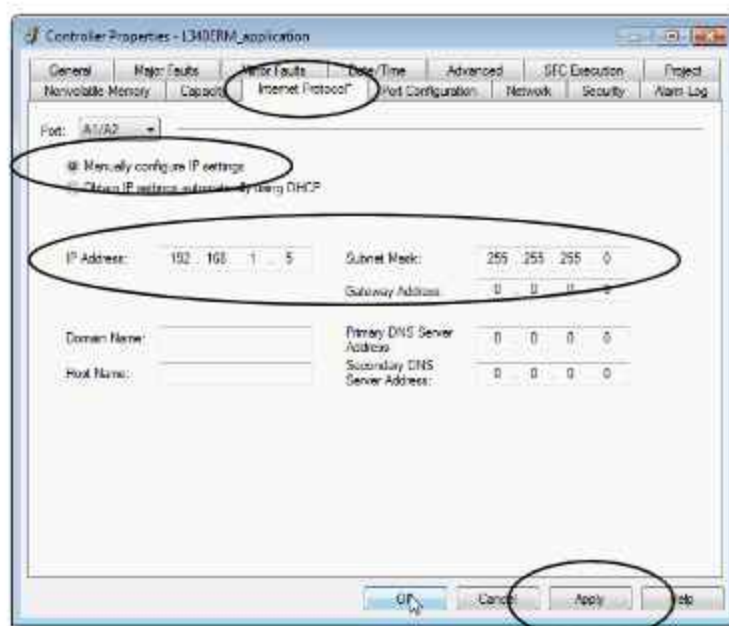 Controller Properties - L340ERM_application
General Major Faults Minor Faults Date/Time Advanced SFC Execution Project
Nonvolatile Memory Capacity Internet Protocol* Port Configuration Network Security Alarm Log
Port: A1/A2
Manually configure IP settings
Obtain IP settings automatically using DHCP
IP Address: 192 . 168 . 1 . 5 Subnet Mask: 255 . 255 . 255 . 0
Gateway Address: 0 . 0 . 0 . 0
Domain Name: Primary DNS Server Address: 0 . 0 . 0 . 0
Host Name: Secondary DNS Server Address: 0 . 0 . 0 . 0
OK Cancel Apply Help